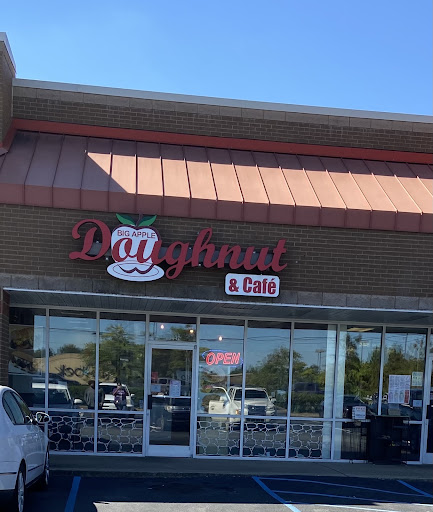 BIG APPLE
Doughnut
& Café
OPEN